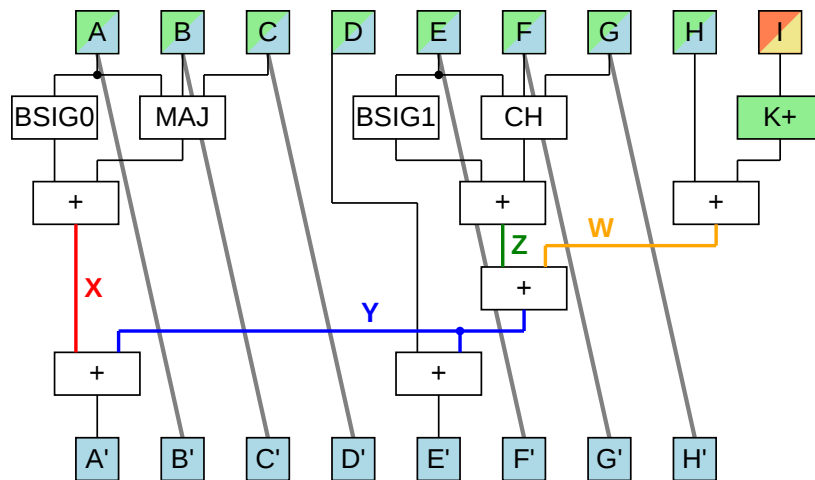 A B C D E F G H I
BSIG0 MAJ BSIG1 CH K+
+ + +
Z W
X +
Y
+ +
A' B' C' D' E' F' G' H'